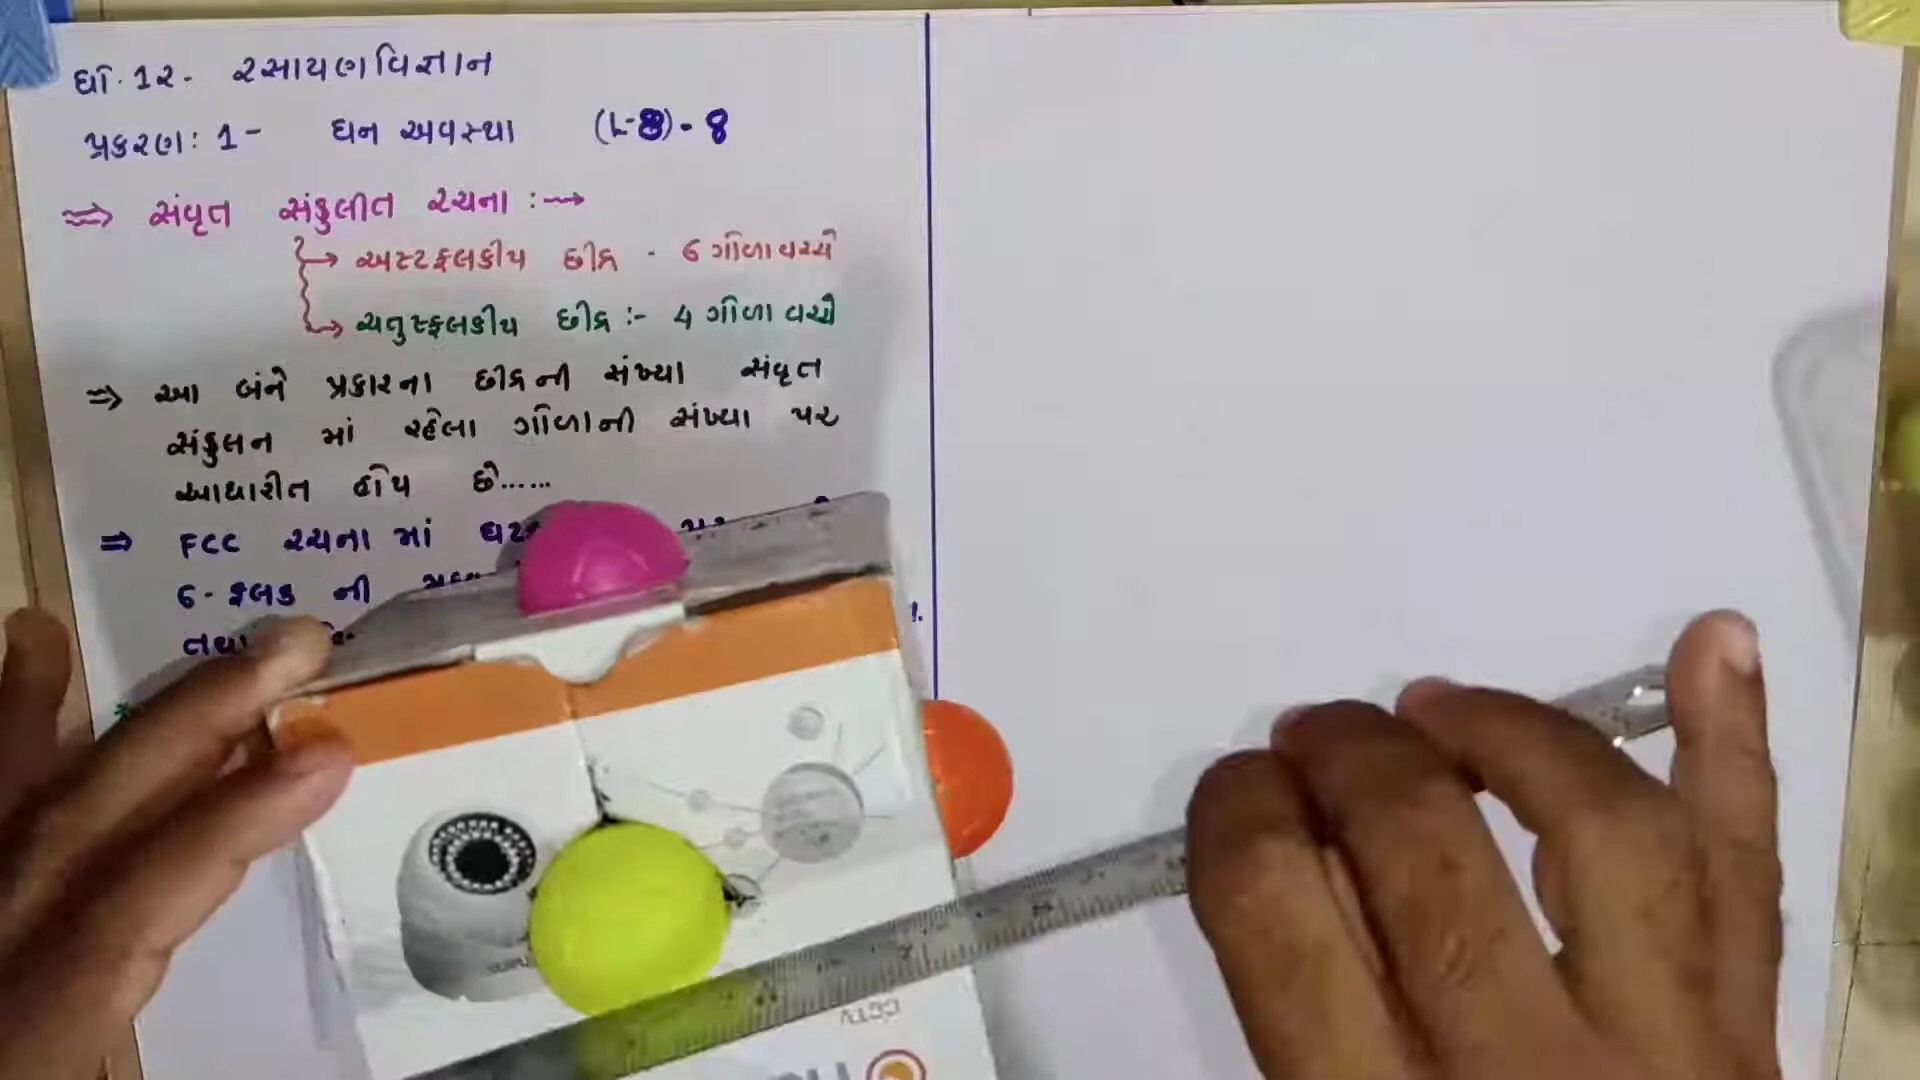 ધો. 12 - રસાયણવિજ્ઞાન
પ્રકરણ: 1 - ઘન અવસ્થા (L-8) - 8
⇒ સંવૃત સંકુલીત રચના :→
→ અષ્ટફલકીય છીદ્ર - 6 ગોળા વચ્ચે
→ ચતુષ્ફલકીય છીદ્ર :- 4 ગોળા વચ્ચે
⇒ આ બંને પ્રકારના છીદ્રની સંખ્યા સંવૃત
સંકુલન માં રહેલા ગોળાની સંખ્યા પર
આધારીત હોય છે......
⇒ FCC રચના માં
6 - ફલક ની
તથા